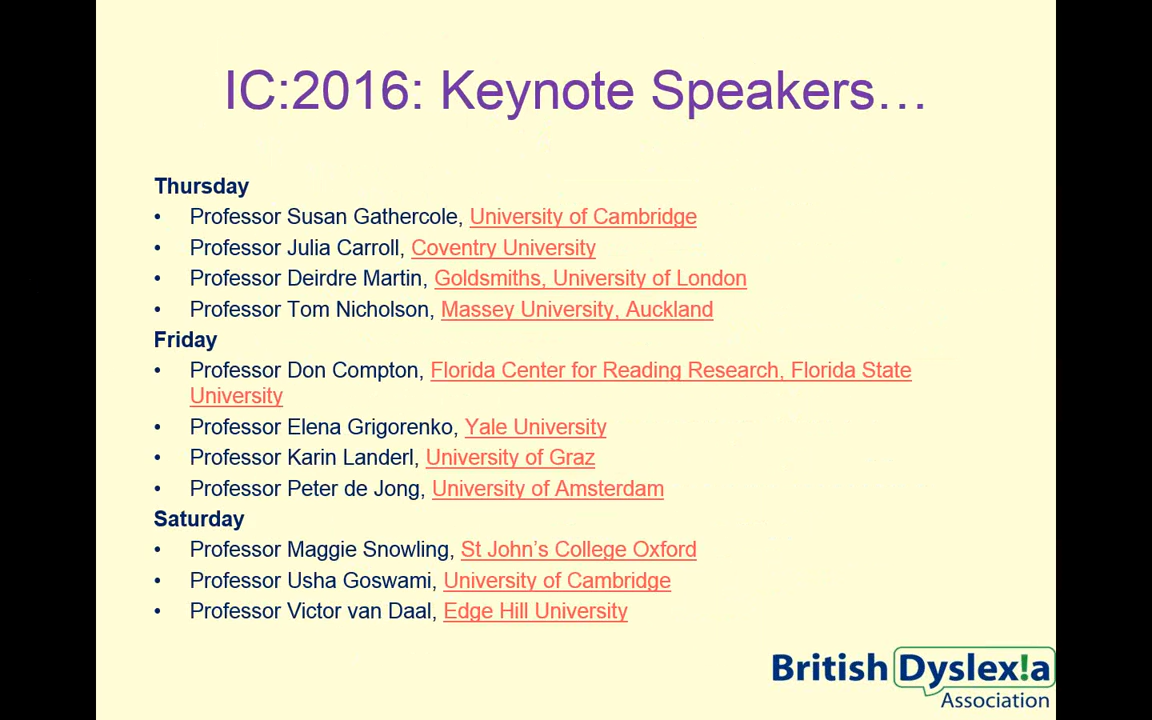 IC:2016: Keynote Speakers…
Thursday
• Professor Susan Gathercole, University of Cambridge
• Professor Julia Carroll, Coventry University
• Professor Deirdre Martin, Goldsmiths, University of London
• Professor Tom Nicholson, Massey University, Auckland
Friday
• Professor Don Compton, Florida Center for Reading Research, Florida State
University
• Professor Elena Grigorenko, Yale University
• Professor Karin Landerl, University of Graz
• Professor Peter de Jong, University of Amsterdam
Saturday
• Professor Maggie Snowling, St John’s College Oxford
• Professor Usha Goswami, University of Cambridge
• Professor Victor van Daal, Edge Hill University
British Dyslex!a
Association